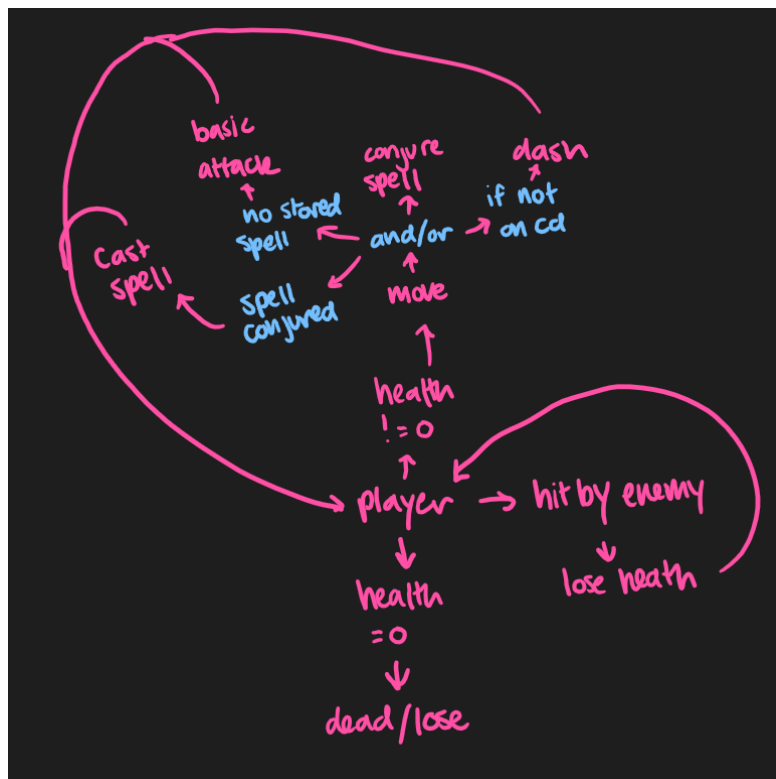 basic
attack
conjure
spell
dash
no stored
spell
and/or
if not
on cd
Cast
spell
spell
conjured
move
health
!=0
player
hit by enemy
lose heath
health
=0
dead/lose